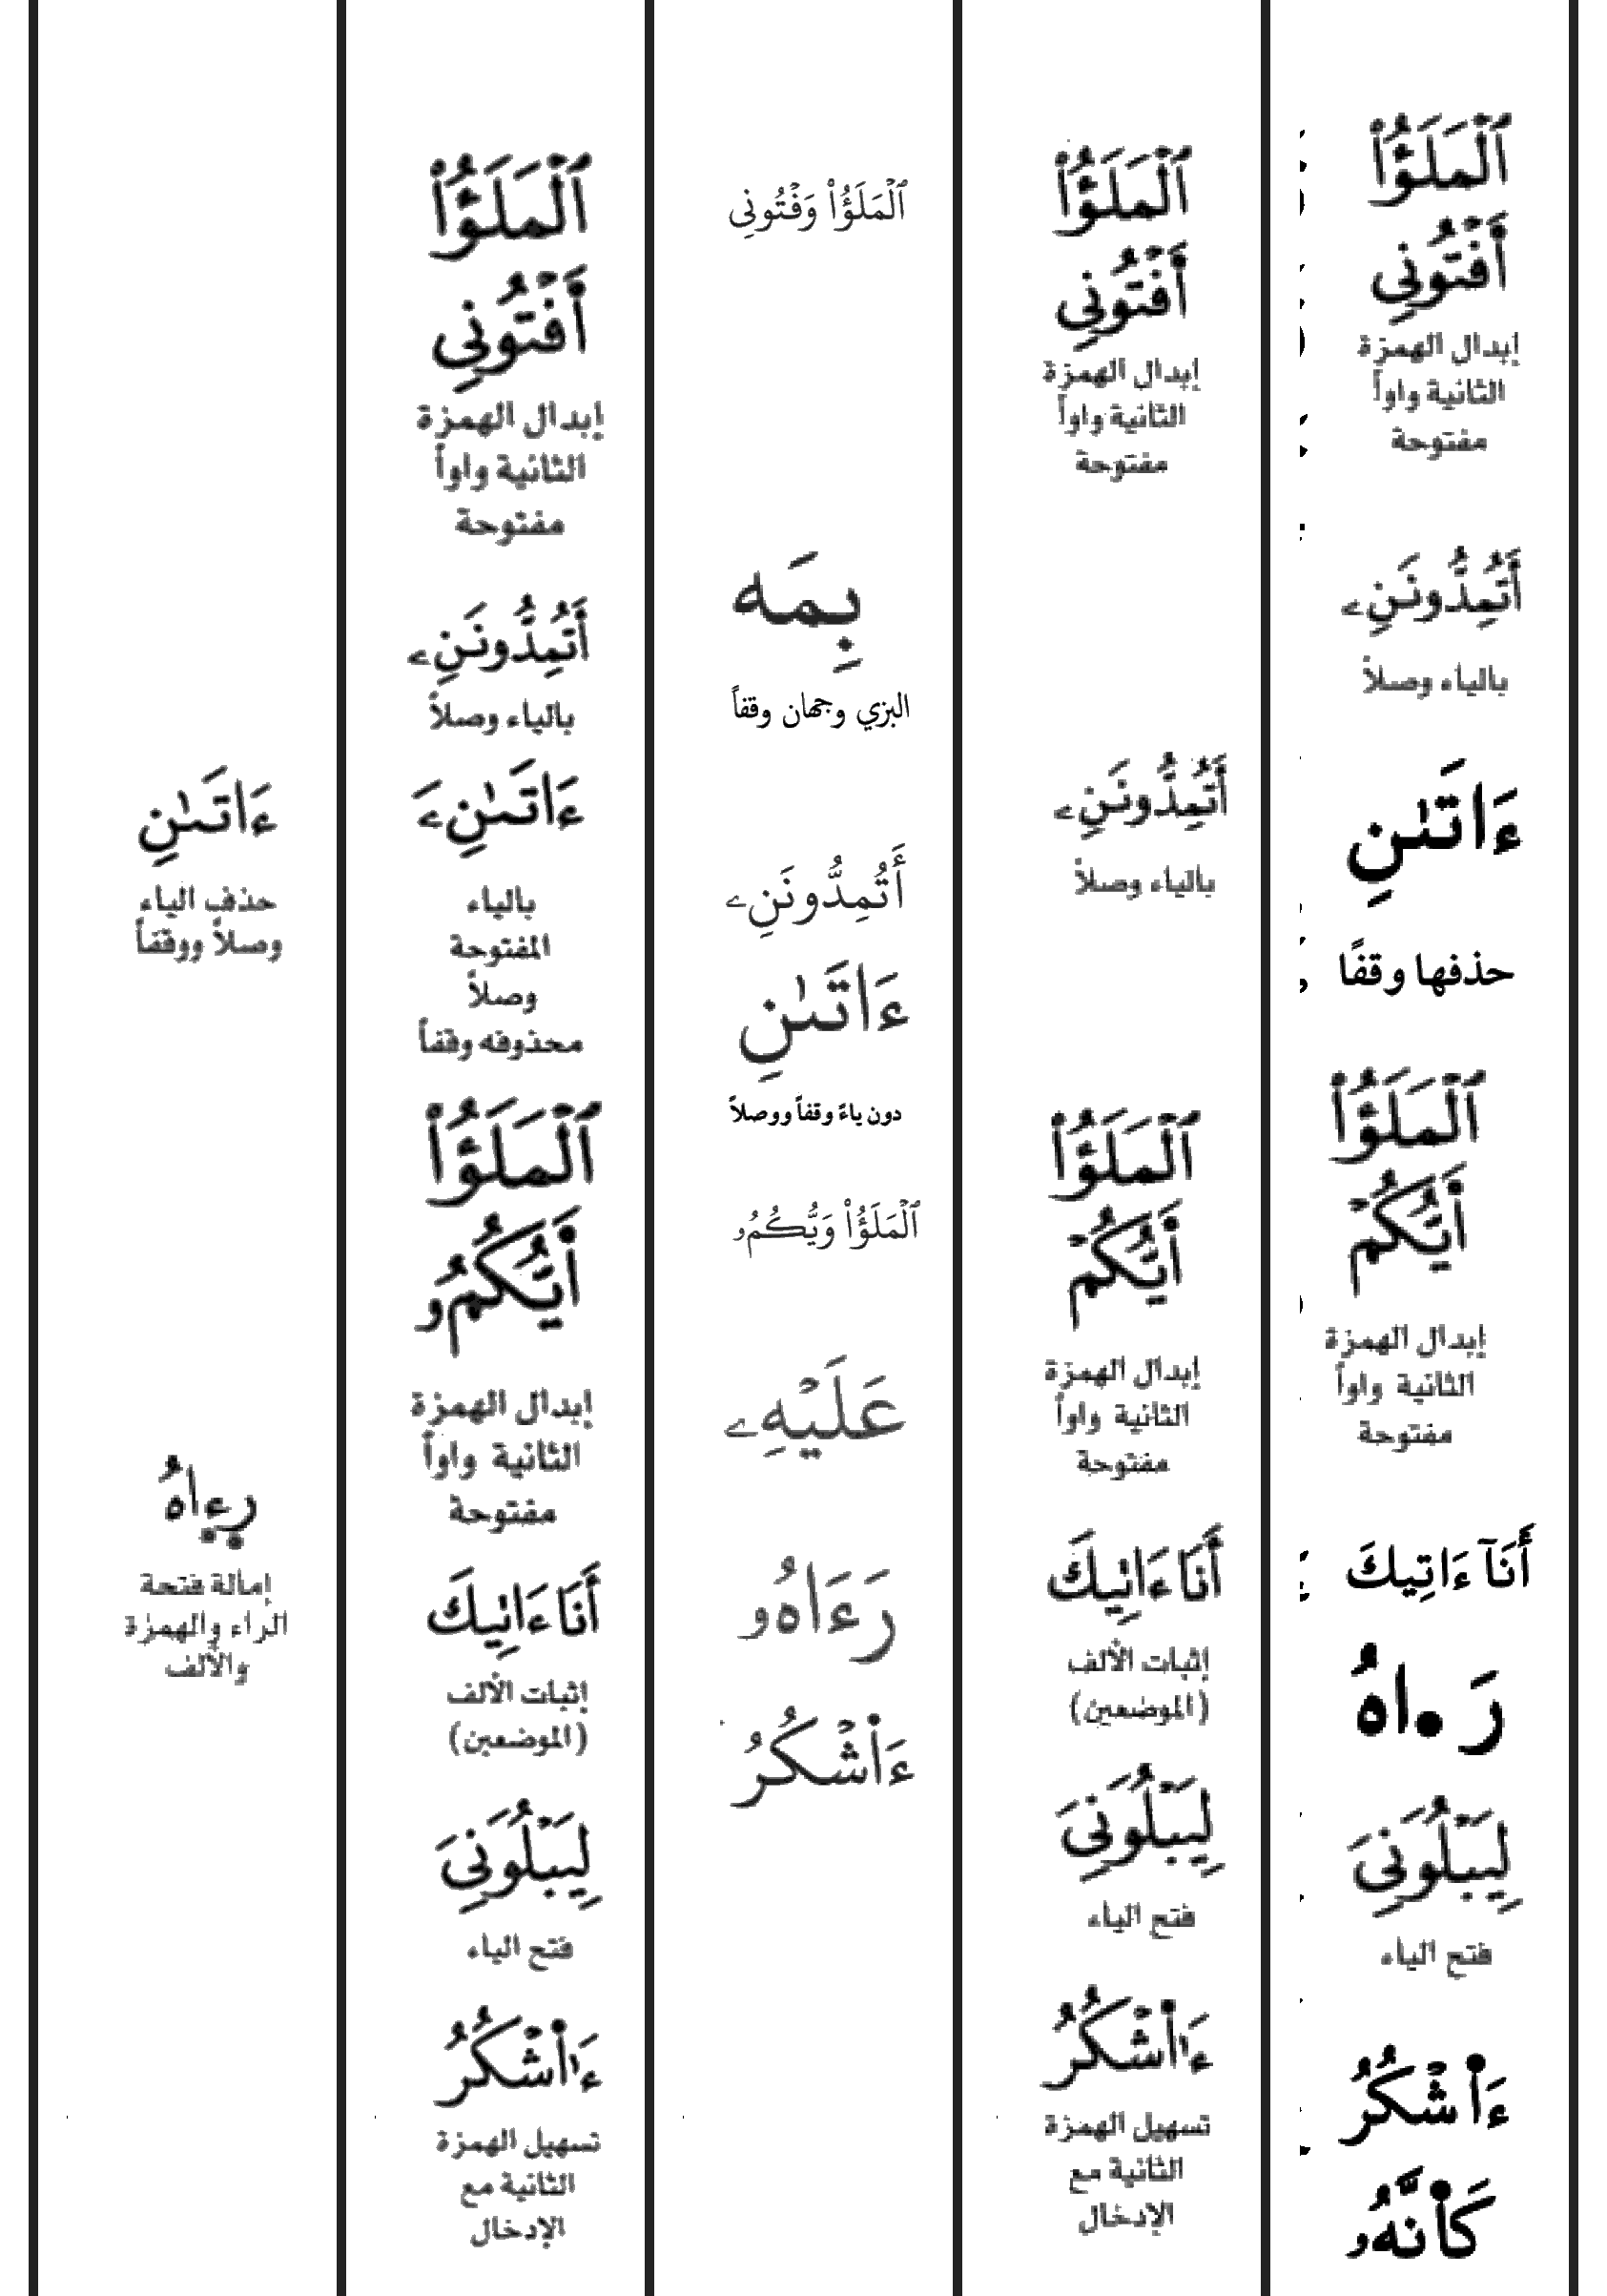 ٱلۡمَلَؤُاْ
أَفۡتُونِي
إبدال الهمزة
الثانية واواً
مفتوحة
أَتُمِدُّونَنِۦ
بالياء وصلاً
ءَاتَىٰنِ
حذفها وقفًا
ٱلۡمَلَؤُاْ
أَيُّكُمۡ
إبدال الهمزة
الثانية واواً
مفتوحة
أَنَآ ءَاتِيكَ
رَ•اهُ
لِيَبۡلُوَنِيَ
فتح الياء
ءَا۬شۡكُرُ
كَأَ۬نَّهُۥ
ٱلۡمَلَؤُاْ
أَفۡتُونِي
إبدال الهمزة
الثانية واواً
مفتوحة
أَتُمِدُّونَنِۦ
بالياء وصلاً
ٱلۡمَلَؤُاْ
أَيُّكُمۡ
إبدال الهمزة
الثانية واواً
مفتوحة
أَنَا ءَاتِيكَ
إثبات الألف
(الموضعين)
لِيَبۡلُوَنِيَ
فتح الياء
ءَا۬شۡكُرُ
تسهيل الهمزة
الثانية مع
الإدخال
ٱلۡمَلَؤُاْ وَفۡتُونِي
بِمَه
البزي وجهان وقفاً
أَتُمِدُّونَنِۦ
ءَاتَىٰنِ
دون ياءً وقفاً ووصلاً
ٱلۡمَلَؤُاْ وَيُّكُمُۥ
عَلَيۡهِۦ
رَءَاهُۥ
ءَا۬شۡكُرُ
ٱلۡمَلَؤُاْ
أَفۡتُونِي
إبدال الهمزة
الثانية واواً
مفتوحة
أَتُمِدُّونَنِۦ
بالياء وصلاً
ءَاتَىٰنِۦَ
بالياء
المفتوحة
وصلاً
محذوفه وقفاً
ٱلۡمَلَؤُاْ
أَيُّكُمُۥ
إبدال الهمزة
الثانية واواً
مفتوحة
أَنَا ءَاتِيكَ
إثبات الألف
(الموضعين)
لِيَبۡلُوَنِيَ
فتح الياء
ءَا۬شۡكُرُ
تسهيل الهمزة
الثانية مع
الإدخال
ءَاتَىٰنِ
حذف الياء
وصلاً ووقفاً
رِءِاهُ
إمالة فتحة
الراء والهمزة
والألف